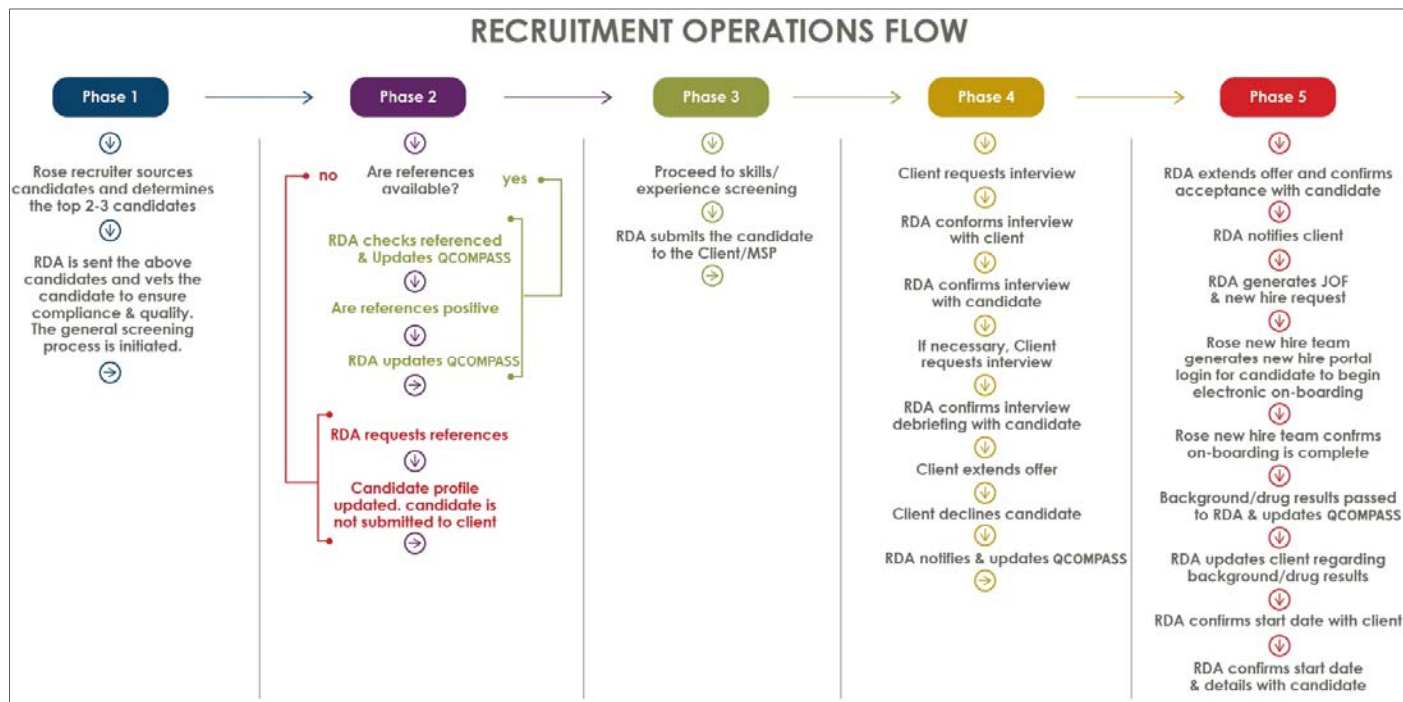 RECRUITMENT OPERATIONS FLOW
Phase 1
Phase 2
Phase 3
Phase 4
Phase 5
Rose recruiter sources
candidates and determines
the top 2-3 candidates
RDA is sent the above
candidates and vets the
candidate to ensure
compliance & quality.
The general screening
process is initiated.
no
Are references
available?
yes
RDA checks referenced
& Updates QCOMPASS
Are references positive
RDA updates QCOMPASS
RDA requests references
Candidate profile
updated. candidate is
not submitted to client
Proceed to skills/
experience screening
RDA submits the candidate
to the Client/MSP
Client requests interview
RDA conforms interview
with client
RDA confirms interview
with candidate
If necessary, Client
requests interview
RDA confirms interview
debriefing with candidate
Client extends offer
Client declines candidate
RDA notifies & updates QCOMPASS
RDA extends offer and confirms
acceptance with candidate
RDA notifies client
RDA generates JOF
& new hire request
Rose new hire team
generates new hire portal
login for candidate to begin
electronic on-boarding
Rose new hire team confrms
on-boarding is complete
Background/drug results passed
to RDA & updates QCOMPASS
RDA updates client regarding
background/drug results
RDA confirms start date with client
RDA confirms start date
& details with candidate